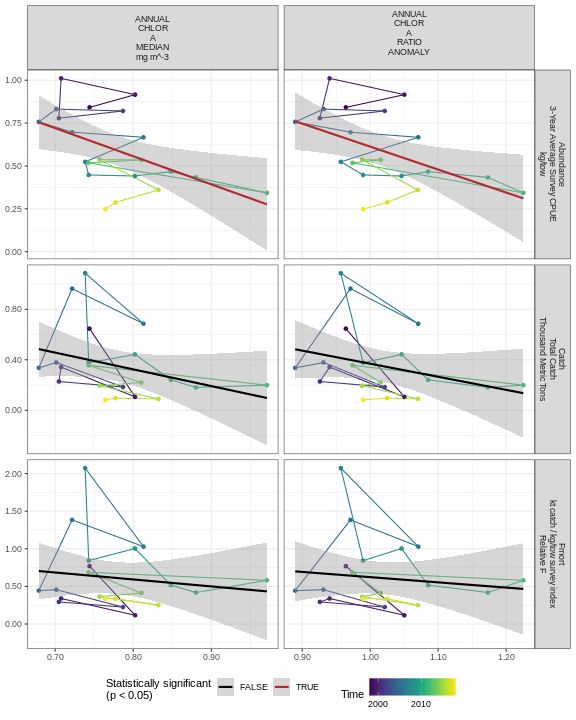 ANNUAL
CHLOR
A
MEDIAN
mg m^-3
ANNUAL
CHLOR
A
RATIO
ANOMALY
1.00
0.75
0.50
0.25
0.00
Abundance
3-Year Average Survey CPUE
kg/tow
0.80
0.40
0.00
Catch
Total Catch
Thousand Metric Tons
2.00
1.50
1.00
0.50
0.00
Fmort
kt catch / kg/tow survey index
Relative F
0.70
0.80
0.90
0.90
1.00
1.10
1.20
Statistically significant
(p < 0.05)
FALSE
TRUE
Time
2000
2010